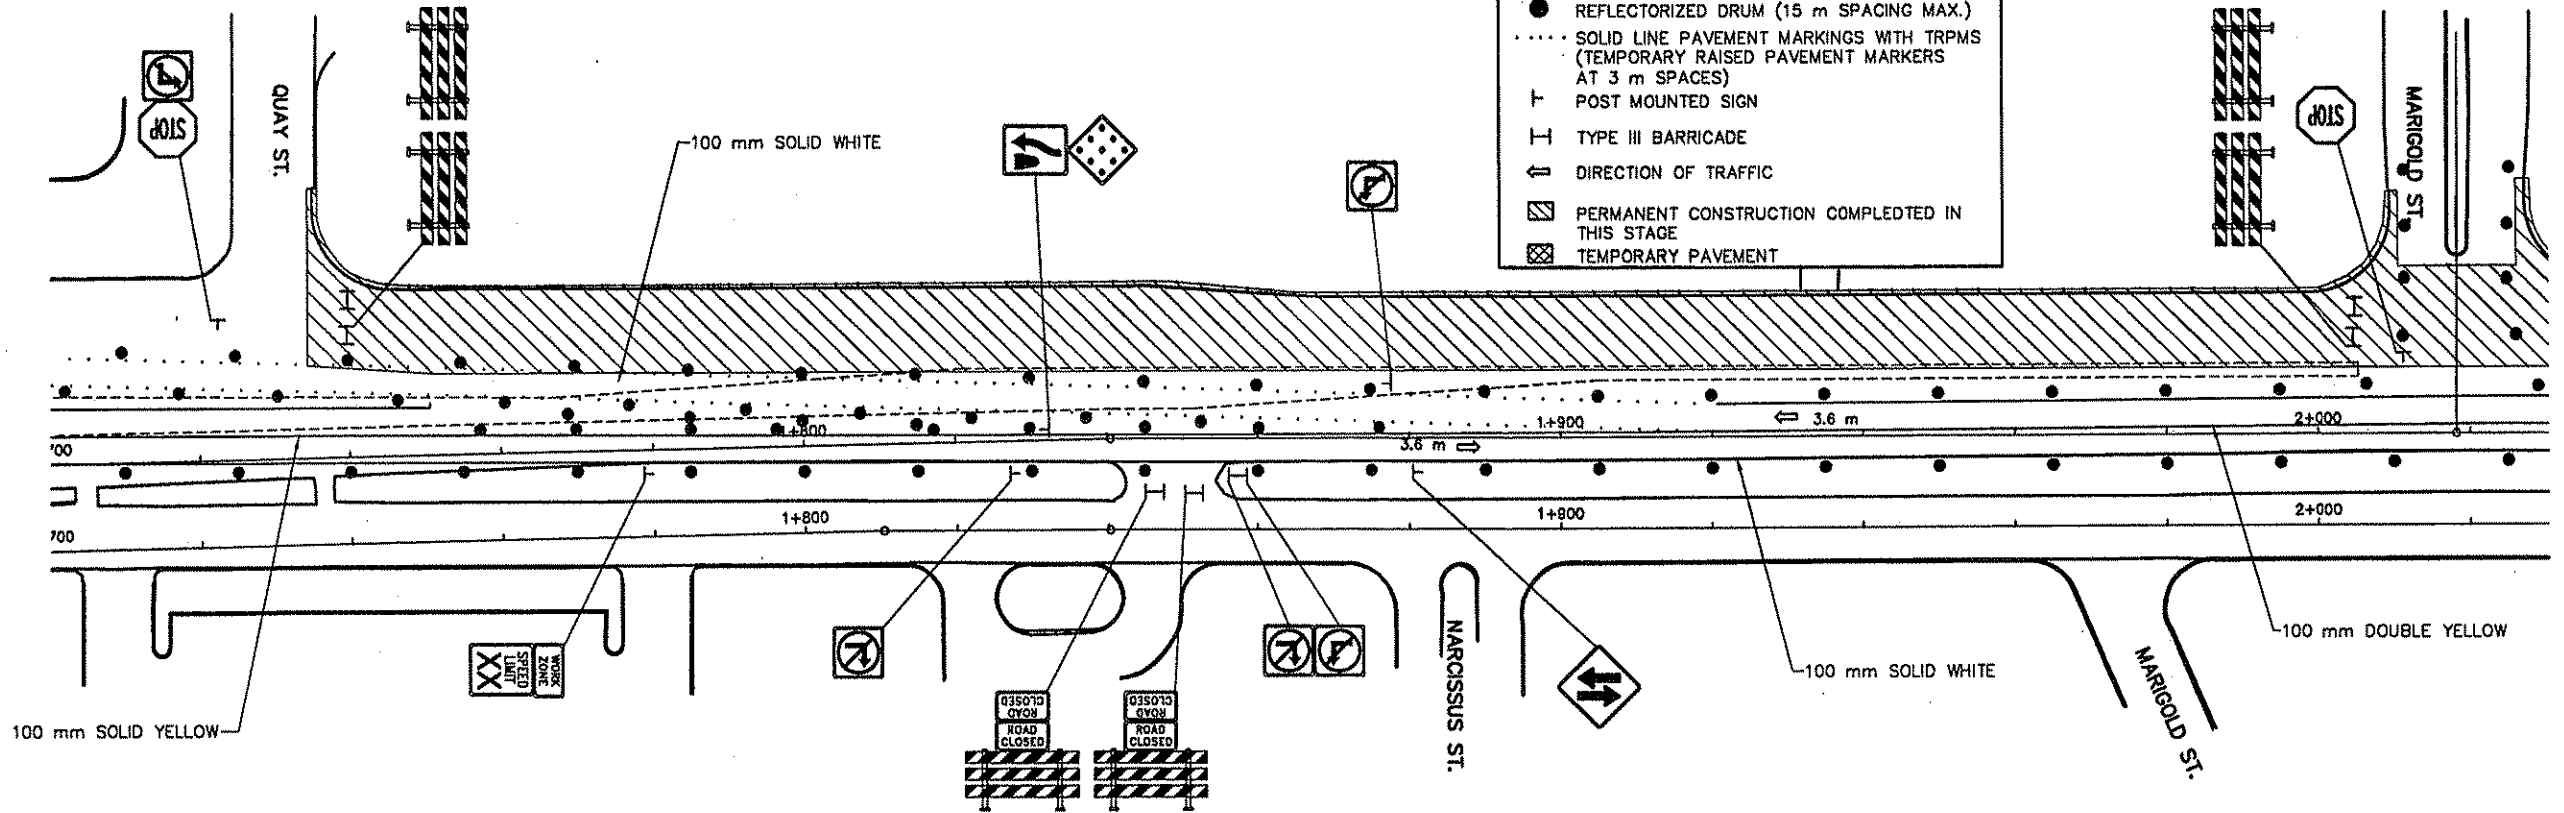 REFLECTORIZED DRUM (15 m SPACING MAX.)
SOLID LINE PAVEMENT MARKINGS WITH TRPMS
(TEMPORARY RAISED PAVEMENT MARKERS
AT 3 m SPACES)
POST MOUNTED SIGN
TYPE III BARRICADE
DIRECTION OF TRAFFIC
PERMANENT CONSTRUCTION COMPLEDTED IN
THIS STAGE
TEMPORARY PAVEMENT
STOP
QUAY ST.
100 mm SOLID WHITE
STOP
MARIGOLD ST.
1+800
1+900
3.6 m
2+000
3.6 m
700
1+800
1+900
2+000
700
WORK
ZONE
SPEED
LIMIT
XX
ROAD
CLOSED
ROAD
CLOSED
ROAD
CLOSED
ROAD
CLOSED
NARCISSUS ST.
100 mm SOLID WHITE
100 mm DOUBLE YELLOW
MARIGOLD ST.
100 mm SOLID YELLOW